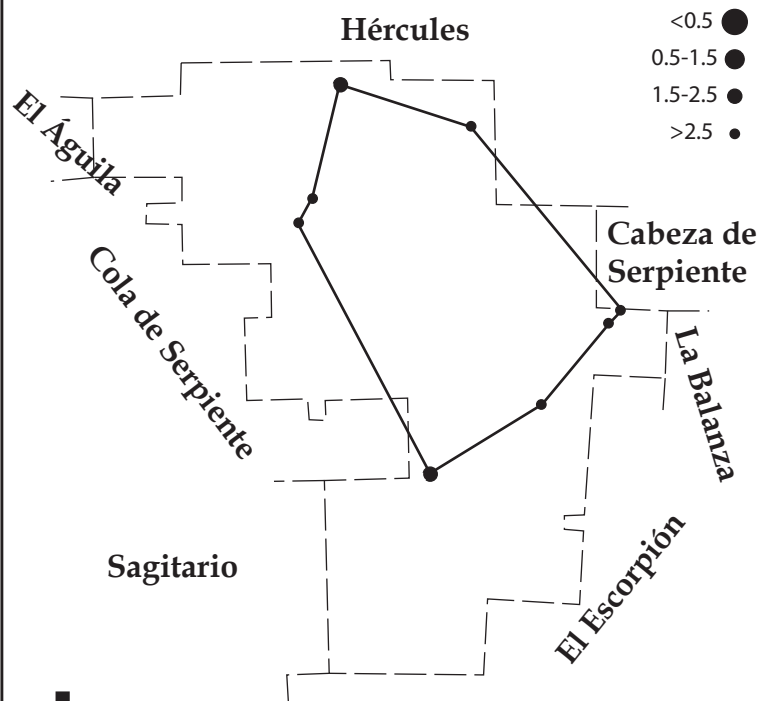 Hércules
<0.5
0.5-1.5
1.5-2.5
>2.5
El Águila
Cabeza de
Serpiente
Cola de Serpiente
La Balanza
Sagitario
El Escorpión